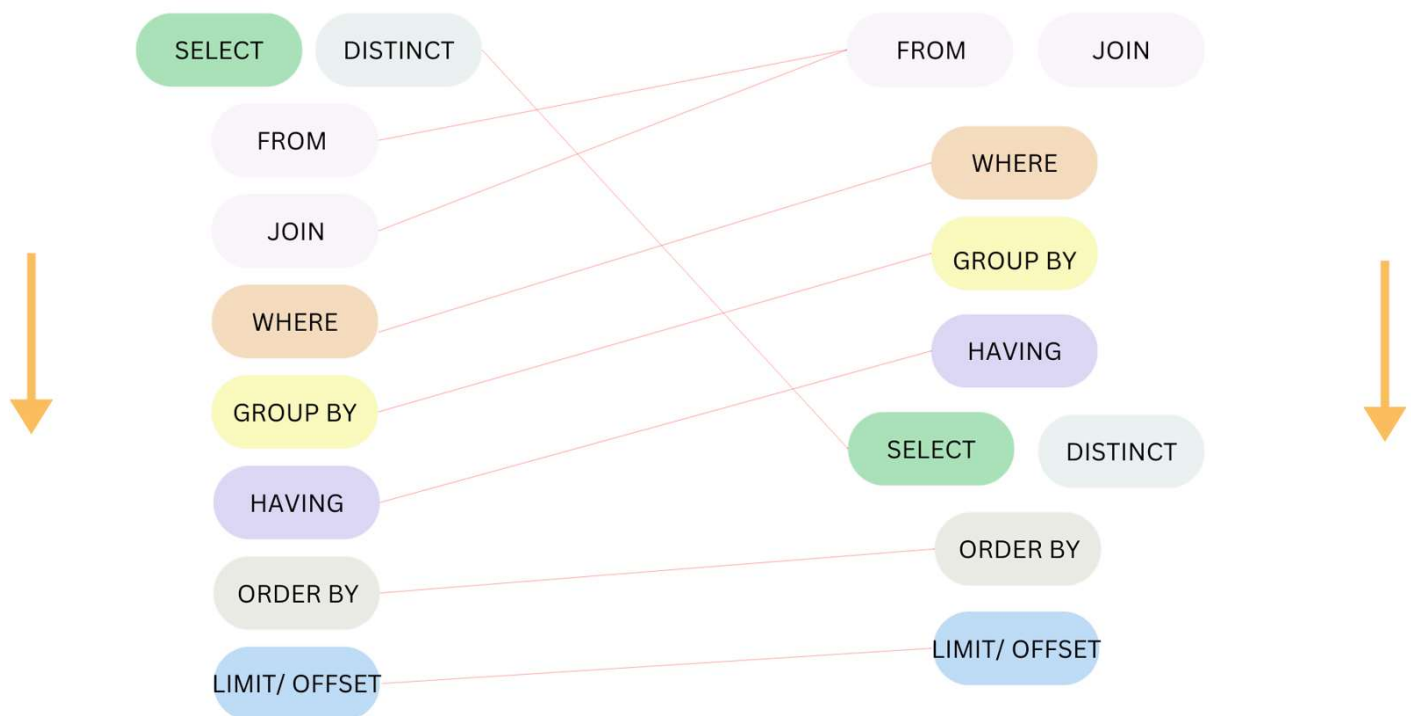 SELECT
DISTINCT
FROM
JOIN
WHERE
GROUP BY
HAVING
ORDER BY
LIMIT/ OFFSET
FROM
JOIN
WHERE
GROUP BY
HAVING
SELECT
DISTINCT
ORDER BY
LIMIT/ OFFSET